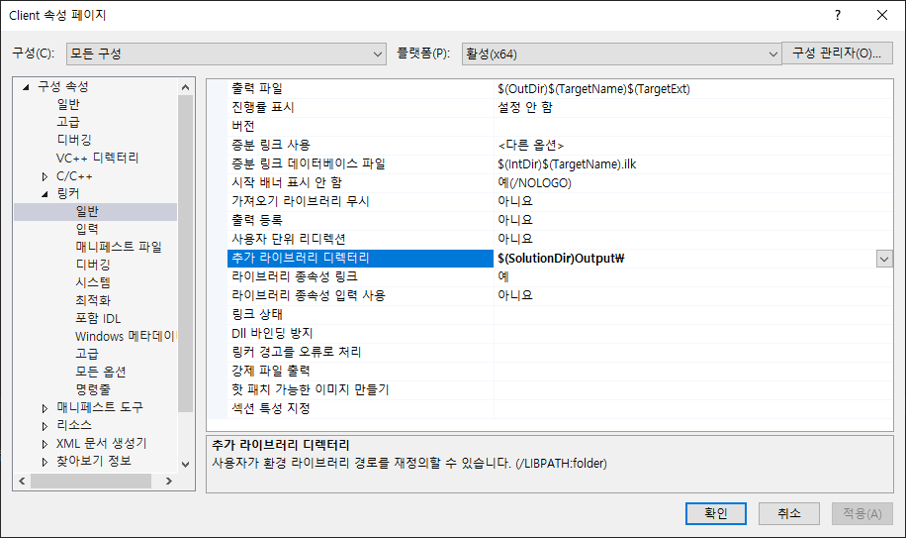 Client 속성 페이지
구성(C): 모든 구성 플랫폼(P): 활성(x64) 구성 관리자(O)...
구성 속성
일반
고급
디버깅
VC++ 디렉터리
C/C++
링커
일반
입력
매니페스트 파일
디버깅
시스템
최적화
포함 IDL
Windows 메타데이
고급
모든 옵션
명령줄
매니페스트 도구
리소스
XML 문서 생성기
찾아보기 정보
출력 파일 $(OutDir)$(TargetName)$(TargetExt)
진행률 표시 설정 안 함
버전
증분 링크 사용 <다른 옵션>
증분 링크 데이터베이스 파일 $(IntDir)$(TargetName).ilk
시작 배너 표시 안 함 예(/NOLOGO)
가져오기 라이브러리 무시 아니요
출력 등록 아니요
사용자 단위 리디렉션 아니요
추가 라이브러리 디렉터리 $(SolutionDir)Output₩
라이브러리 종속성 링크 예
라이브러리 종속성 입력 사용 아니요
링크 상태
Dll 바인딩 방지
링커 경고를 오류로 처리
강제 파일 출력
핫 패치 가능한 이미지 만들기
섹션 특성 지정
추가 라이브러리 디렉터리
사용자가 환경 라이브러리 경로를 재정의할 수 있습니다. (/LIBPATH:folder)
확인 취소 적용(A)